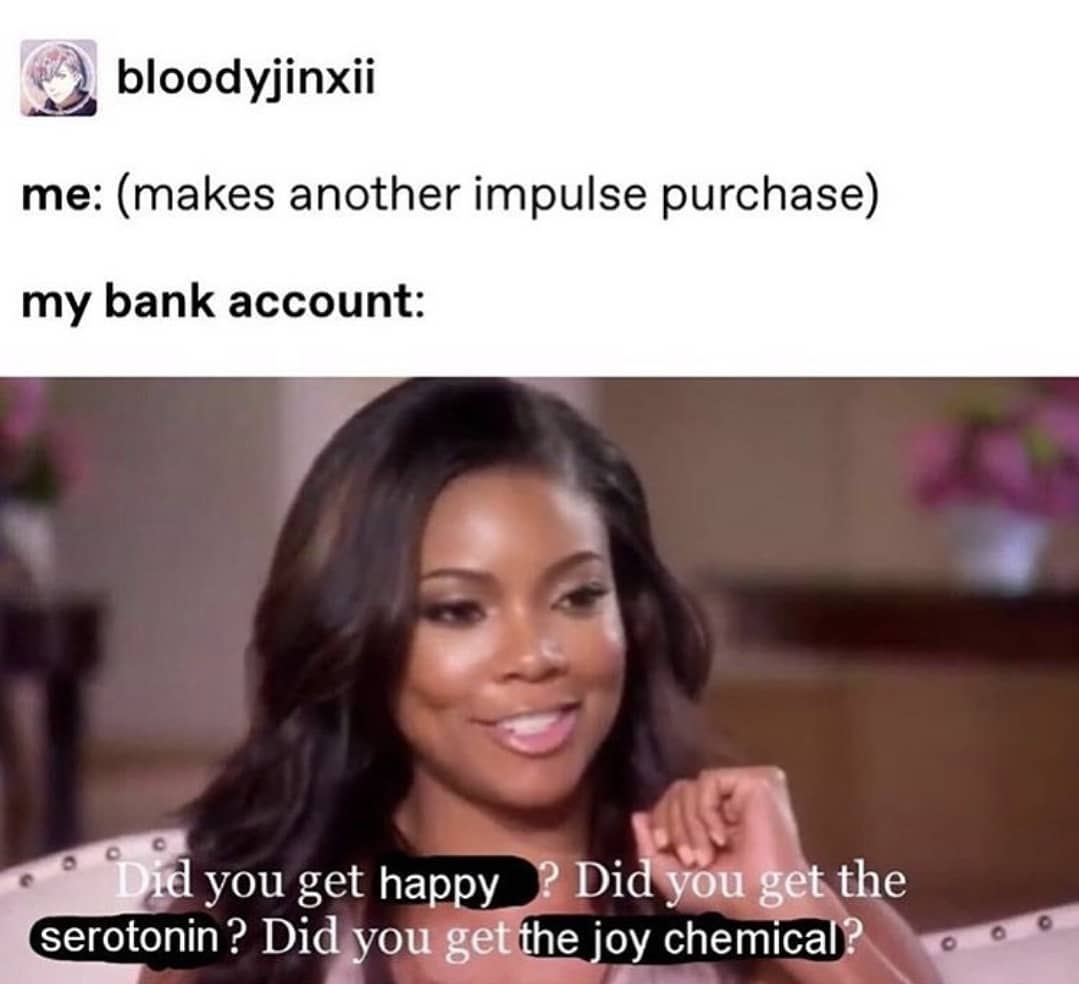 bloodyjinxii
me: (makes another impulse purchase)
my bank account:
Did you get happy ? Did you get the
serotonin? Did you get the joy chemical?